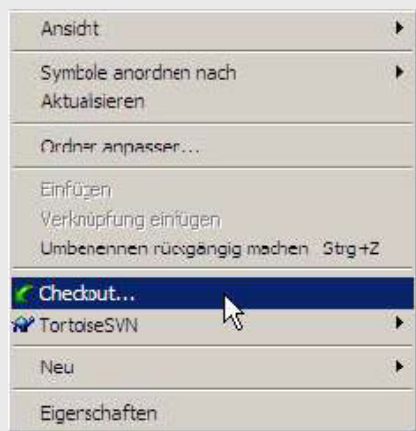 Ansicht
Symbole anordnen nach
Aktualisieren
Ordner anpassen...
Einfügen
Verknüpfung einfügen
Umbenennen rückgängig machen Strg+Z
Checkout...
TortoiseSVN
Neu
Eigenschaften